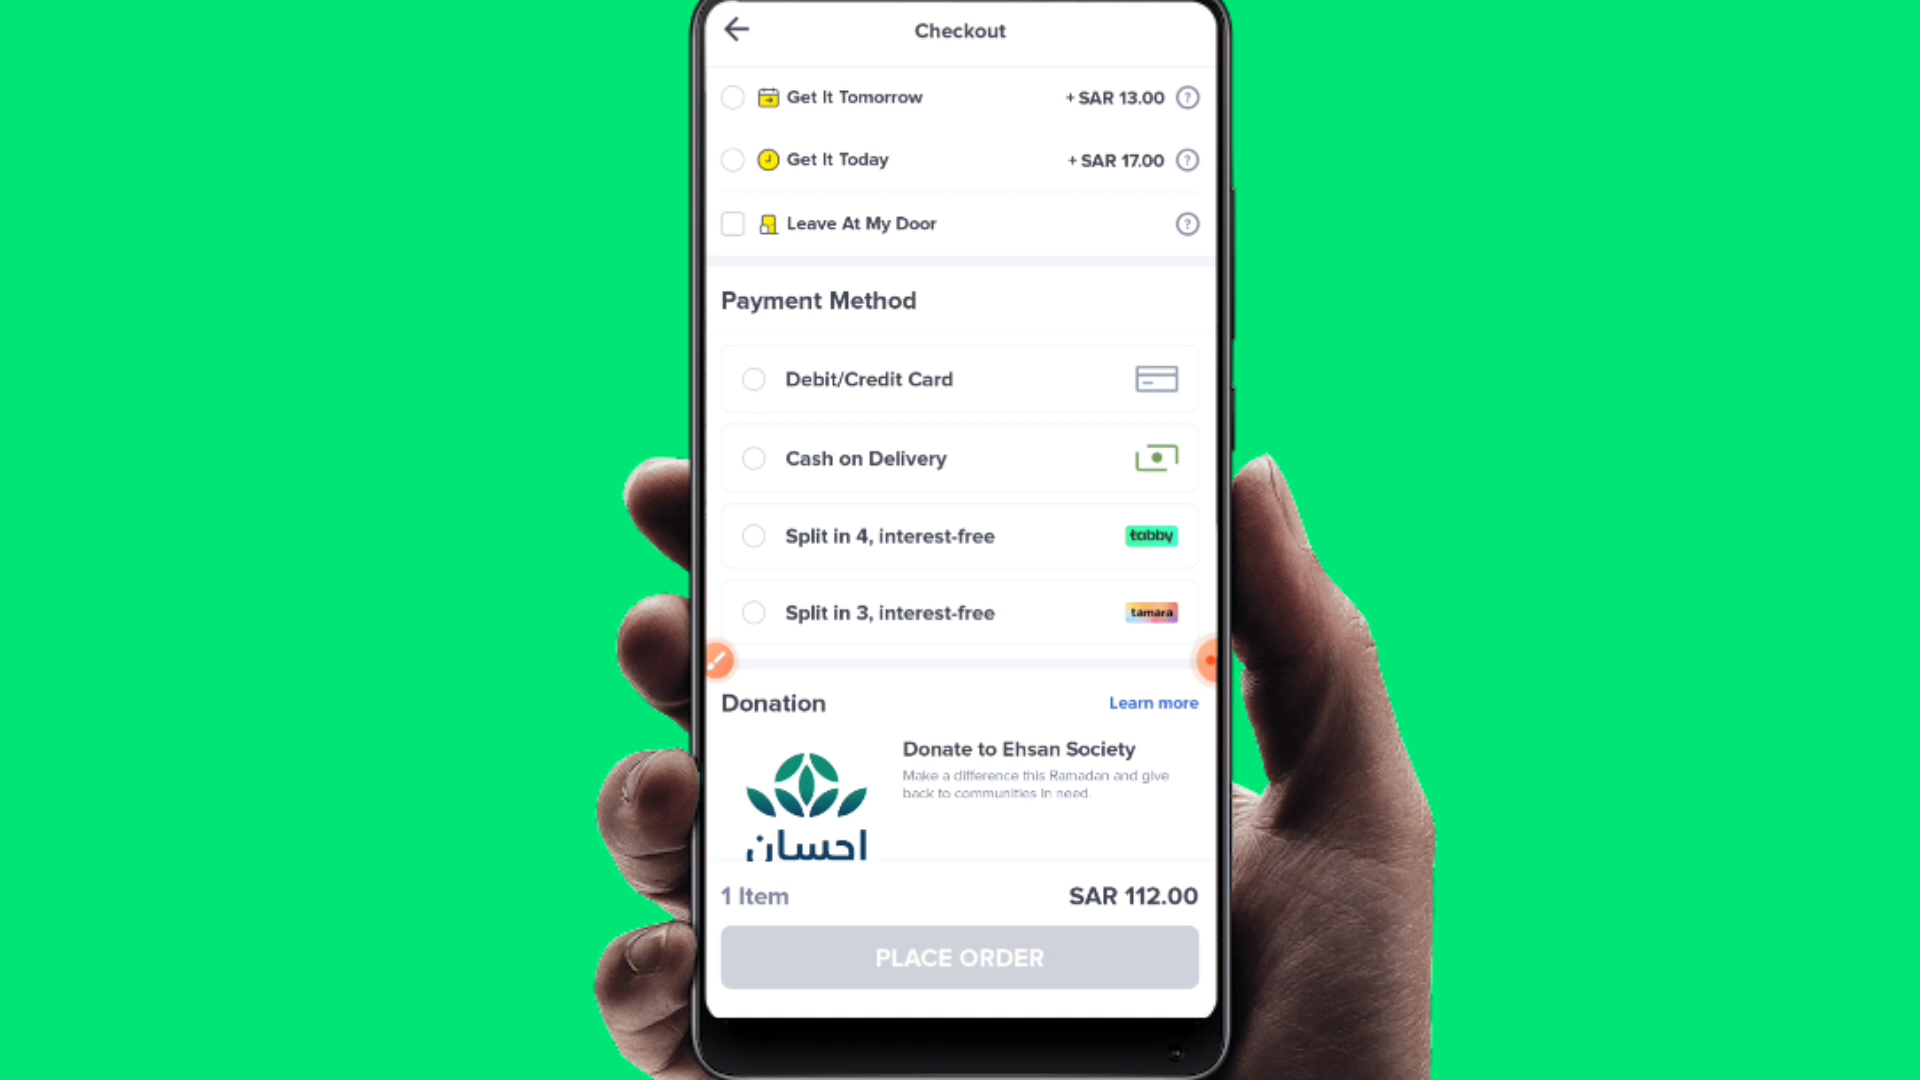 Checkout
Get It Tomorrow + SAR 13.00 ?
Get It Today + SAR 17.00 ?
Leave At My Door ?
Payment Method
Debit/Credit Card
Cash on Delivery
Split in 4, interest-free tabby
Split in 3, interest-free tamara
Donation Learn more
Donate to Ehsan Society
Make a difference this Ramadan and give
back to communities in need.
احسان
1 Item SAR 112.00
PLACE ORDER